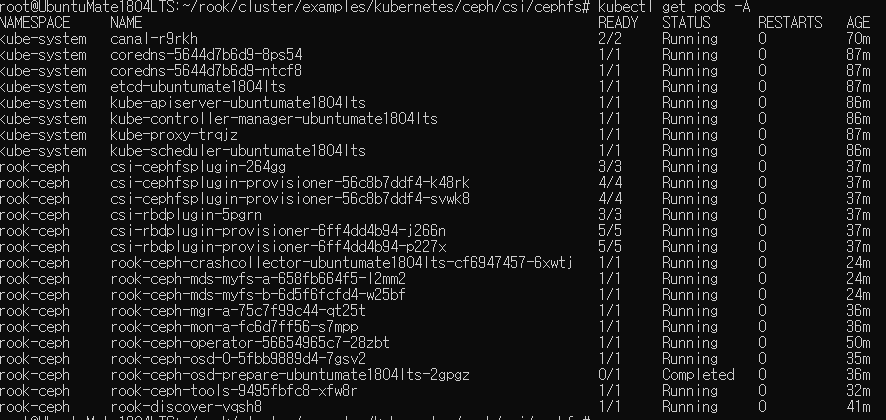 root@UbuntuMate1804LTS:~/rook/cluster/examples/kubernetes/ceph/csi/cephfs# kubectl get pods -A
NAMESPACE NAME READY STATUS RESTARTS AGE
kube-system canal-r9rkh 2/2 Running 0 70m
kube-system coredns-5644d7b6d9-8ps54 1/1 Running 0 87m
kube-system coredns-5644d7b6d9-ntcf8 1/1 Running 0 87m
kube-system etcd-ubuntumate1804lts 1/1 Running 0 86m
kube-system kube-apiserver-ubuntumate1804lts 1/1 Running 0 86m
kube-system kube-controller-manager-ubuntumate1804lts 1/1 Running 0 86m
kube-system kube-proxy-trqjz 1/1 Running 0 87m
kube-system kube-scheduler-ubuntumate1804lts 1/1 Running 0 86m
rook-ceph csi-cephfsplugin-264gg 3/3 Running 0 37m
rook-ceph csi-cephfsplugin-provisioner-56c8b7ddf4-k48rk 4/4 Running 0 37m
rook-ceph csi-cephfsplugin-provisioner-56c8b7ddf4-svwk8 4/4 Running 0 37m
rook-ceph csi-rbdplugin-5pgrn 3/3 Running 0 37m
rook-ceph csi-rbdplugin-provisioner-6ff4dd4b94-j266n 5/5 Running 0 37m
rook-ceph csi-rbdplugin-provisioner-6ff4dd4b94-p227x 5/5 Running 0 37m
rook-ceph rook-ceph-crashcollector-ubuntumate1804lts-cf6947457-6xwtj 1/1 Running 0 24m
rook-ceph rook-ceph-mds-myfs-a-658fb664f5-l2mm2 1/1 Running 0 24m
rook-ceph rook-ceph-mds-myfs-b-6d5f6fcfd4-w25bf 1/1 Running 0 24m
rook-ceph rook-ceph-mgr-a-75c7f99c44-qt25t 1/1 Running 0 36m
rook-ceph rook-ceph-mon-a-fc6d7ff56-s7mpp 1/1 Running 0 36m
rook-ceph rook-ceph-operator-56654965c7-28zbt 1/1 Running 0 50m
rook-ceph rook-ceph-osd-0-5fbb9889d4-7gsv2 1/1 Running 0 35m
rook-ceph rook-ceph-osd-prepare-ubuntumate1804lts-2gpgz 0/1 Completed 0 36m
rook-ceph rook-ceph-tools-9495fbfc8-xfw8r 1/1 Running 0 32m
rook-ceph rook-discover-vqsh8 1/1 Running 0 41m